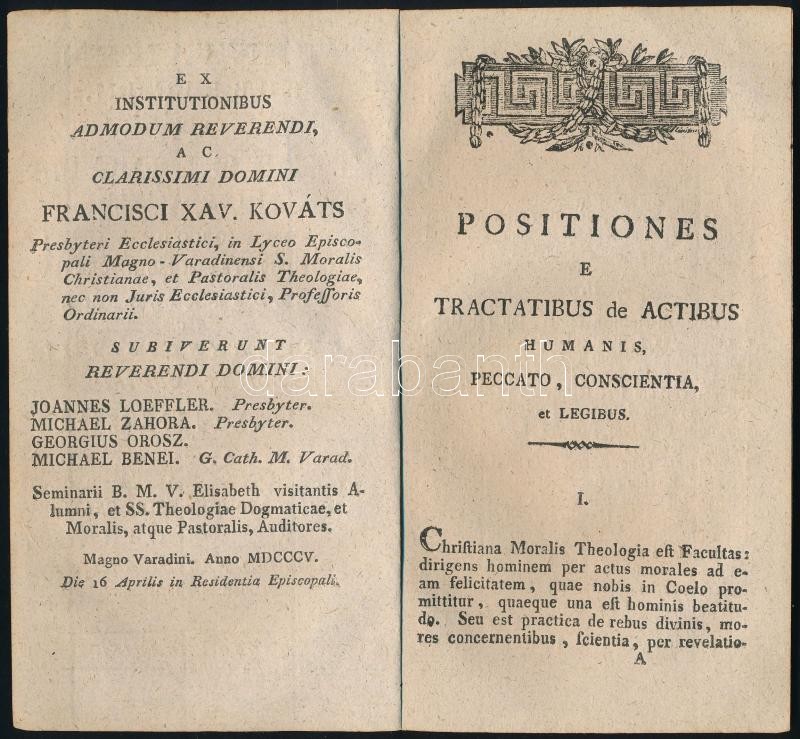 EX
INSTITUTIONIBUS
ADMODUM REVERENDI,
AC
CLARISSIMI DOMINI
FRANCISCI XAV. KOVÁTS
Presbyteri Ecclesiastici, in Lyceo Episco-
pali Magno-Varadinensi S. Moralis
Christianae, et Pastoralis Theologiae,
nec non Juris Ecclesiastici, Profeſſoris
Ordinarii.
SUBIVERUNT
REVERENDI DOMINI:
JOANNES LOEFFLER. Presbyter.
MICHAEL ZAHORA. Presbyter.
GEORGIUS OROSZ.
MICHAEL BENEI. G. Cath. M. Varad.
Seminarii B. M. V. Elisabeth visitantis A-
lumni, et SS. Theologiae Dogmaticae, et
Moralis, atque Pastoralis, Auditores.
Magno Varadini. Anno MDCCCV.
Die 16 Aprilis in Residentia Episcopali.
POSITIONES
E
TRACTATIBUS de ACTIBUS
HUMANIS,
PECCATO, CONSCIENTIA,
et LEGIBUS.
I.
Chriſtiana Moralis Theologia eſt Facultas:
dirigens hominem per actus morales ad e-
am felicitatem, quae nobis in Coelo pro-
mittitur, quaeque una eſt hominis beatitu-
do. Seu est practica de rebus divinis, mo-
res concernentibus, ſcientia, per revelatio-
A
darabanth